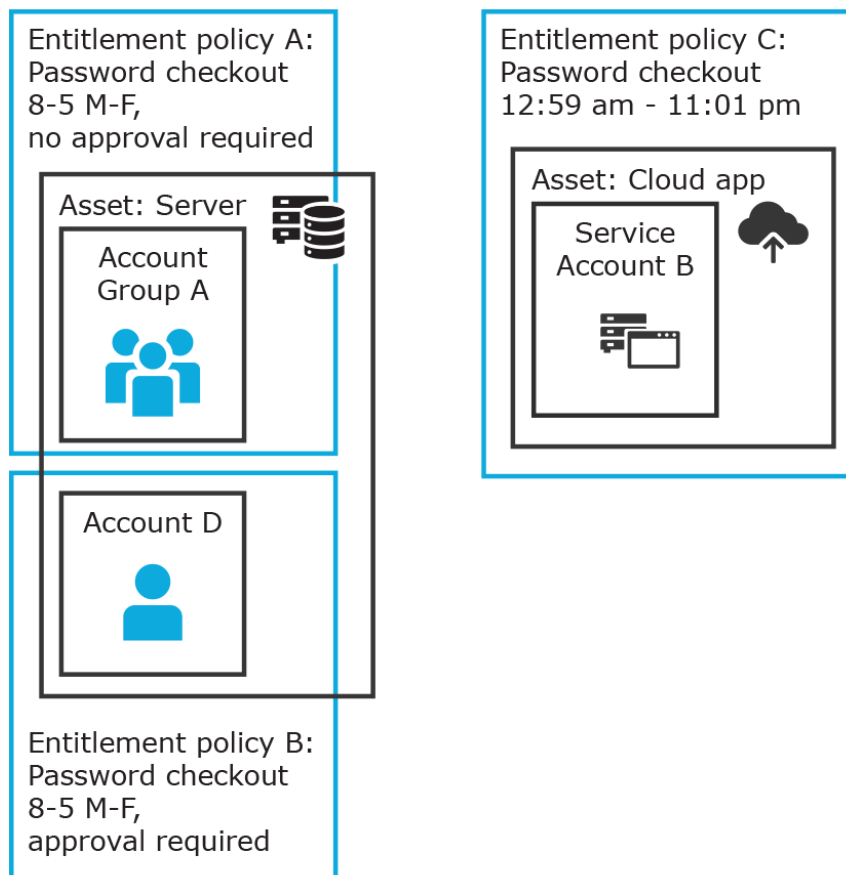 Entitlement policy A:
Password checkout
8-5 M-F,
no approval required
Asset: Server
Account
Group A
Account D
Entitlement policy B:
Password checkout
8-5 M-F,
approval required
Entitlement policy C:
Password checkout
12:59 am - 11:01 pm
Asset: Cloud app
Service
Account B